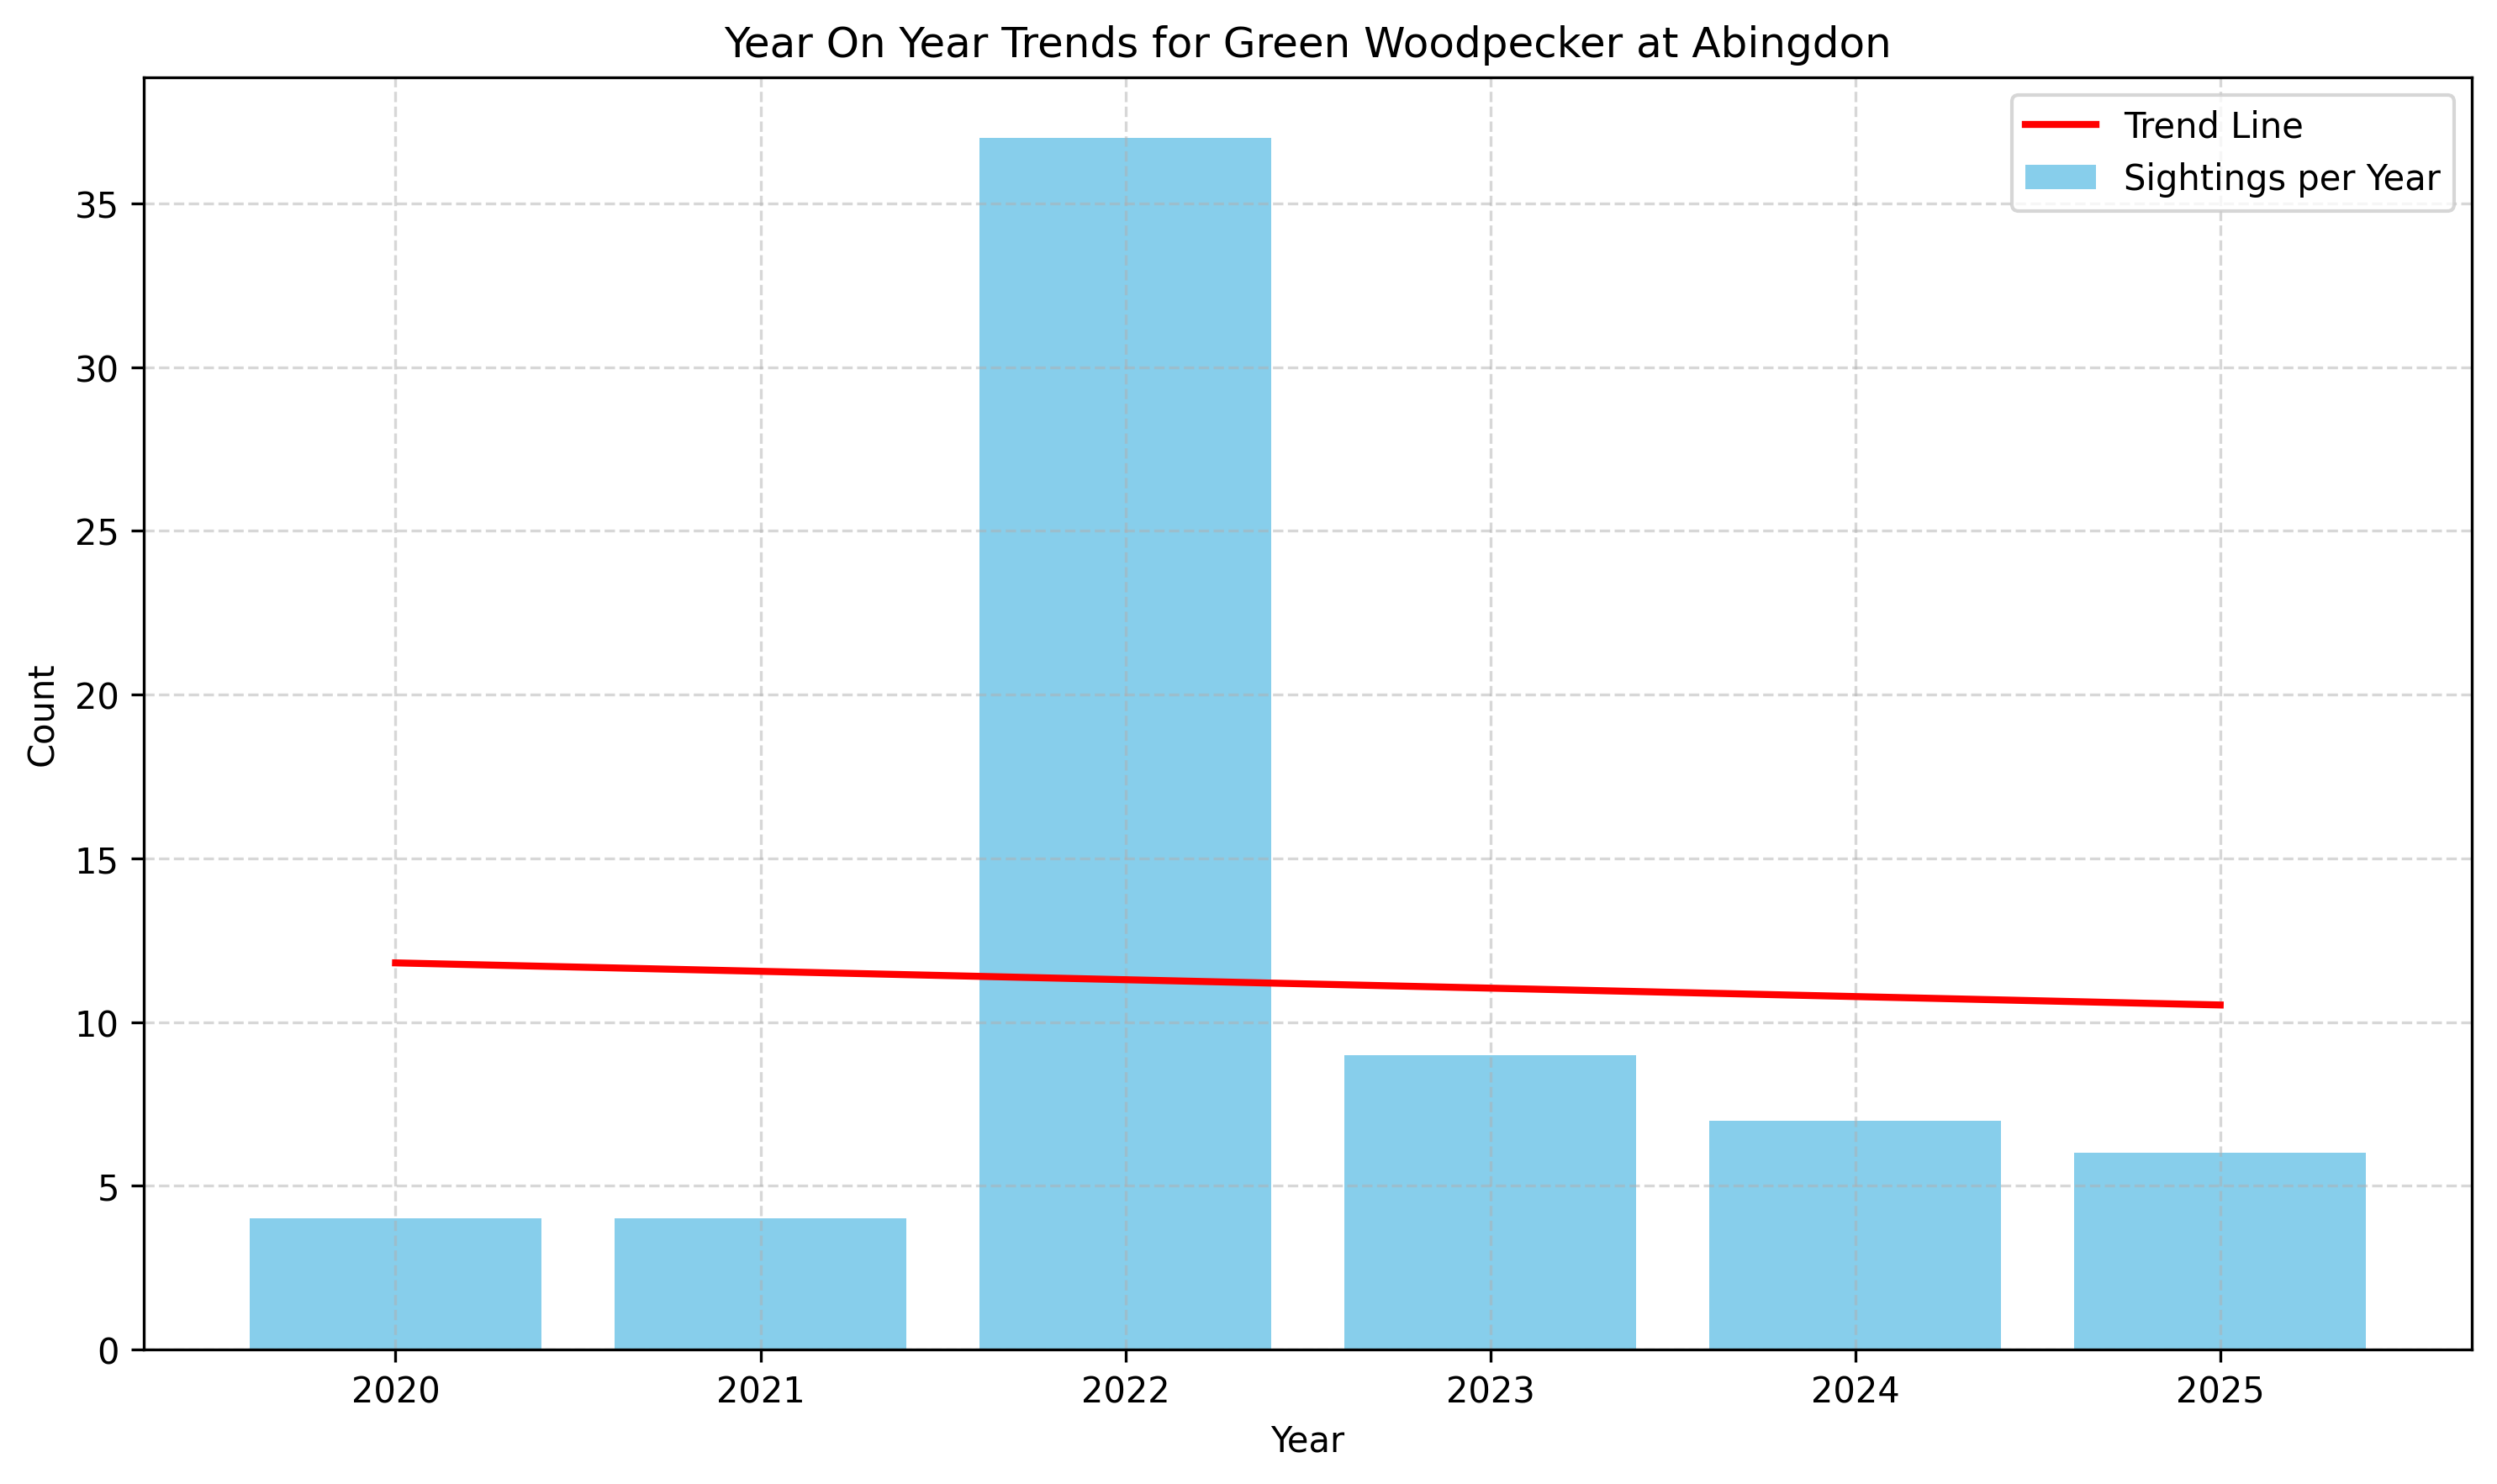 Year On Year Trends for Green Woodpecker at Abingdon
Trend Line
Sightings per Year
Count
35
30
25
20
15
10
5
0
2020 2021 2022 2023 2024 2025
Year